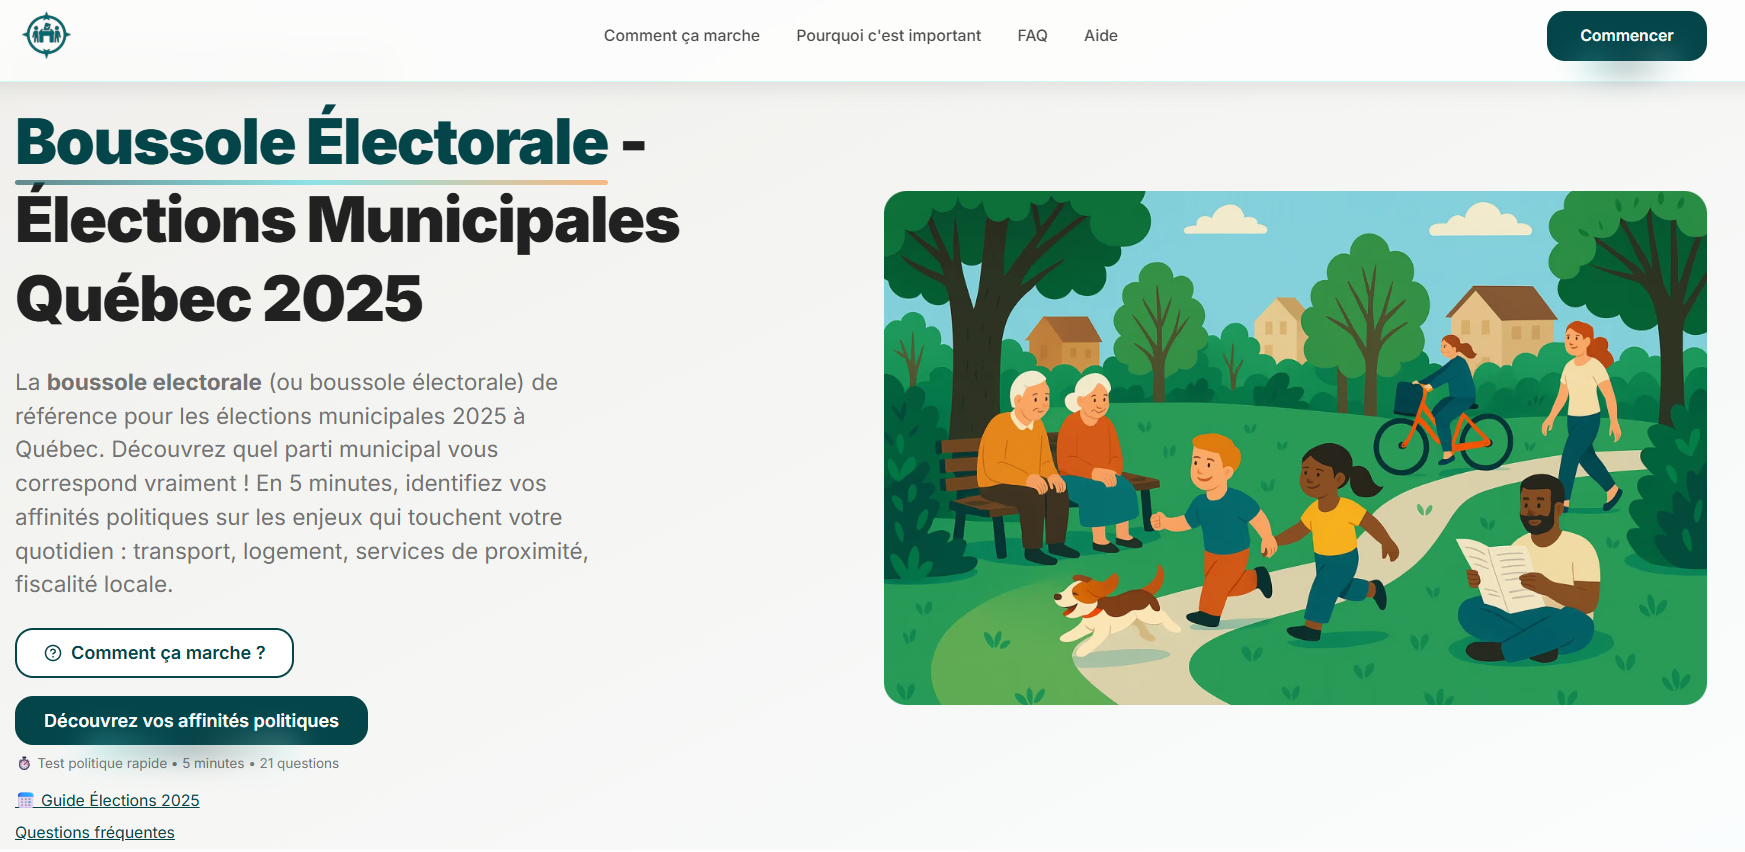 Comment ça marche
Pourquoi c'est important
FAQ
Aide
Commencer
Boussole Électorale -
Élections Municipales
Québec 2025
La boussole electorale (ou boussole électorale) de
référence pour les élections municipales 2025 à
Québec. Découvrez quel parti municipal vous
correspond vraiment ! En 5 minutes, identifiez vos
affinités politiques sur les enjeux qui touchent votre
quotidien : transport, logement, services de proximité,
fiscalité locale.
Comment ça marche ?
Découvrez vos affinités politiques
Test politique rapide • 5 minutes • 21 questions
Guide Élections 2025
Questions fréquentes